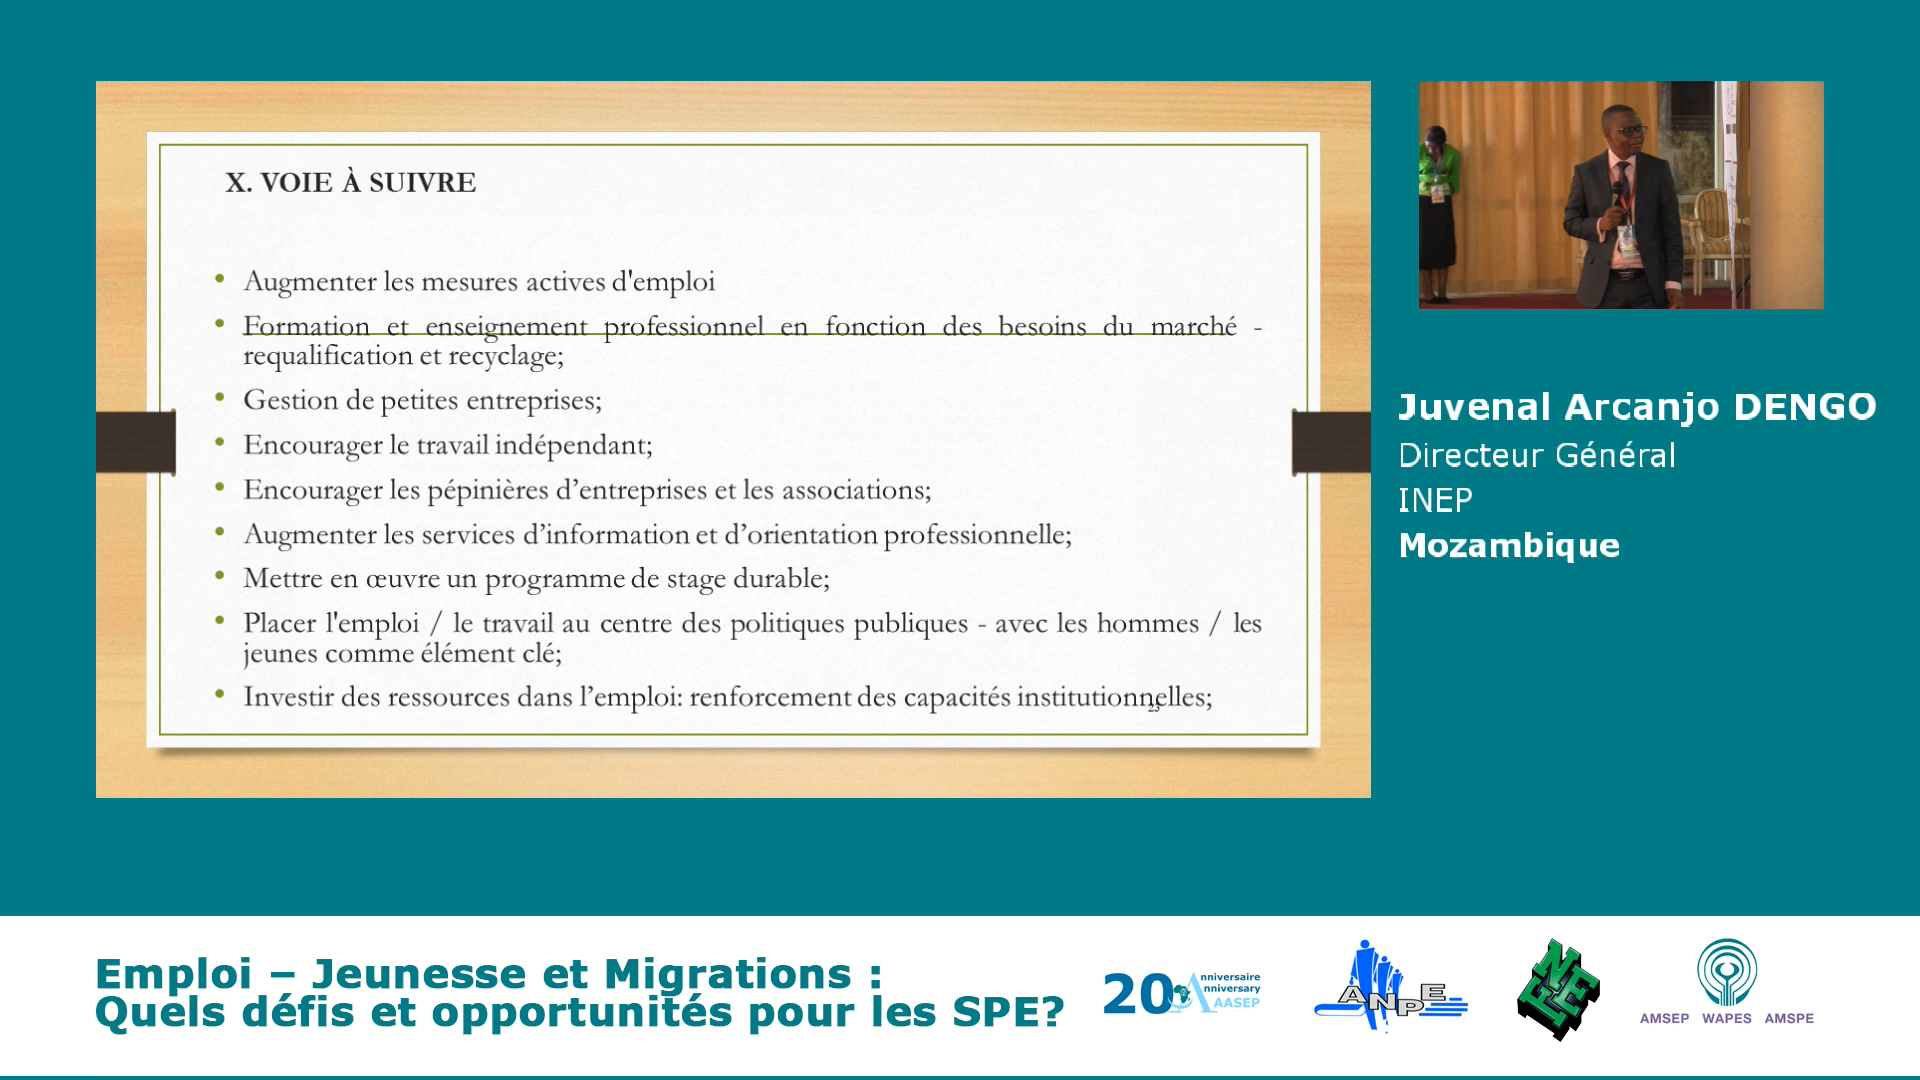 X. VOIE À SUIVRE
• Augmenter les mesures actives d'emploi
• Formation et enseignement professionnel en fonction des besoins du marché -
requalification et recyclage;
• Gestion de petites entreprises;
• Encourager le travail indépendant;
• Encourager les pépinières d’entreprises et les associations;
• Augmenter les services d’information et d’orientation professionnelle;
• Mettre en œuvre un programme de stage durable;
• Placer l'emploi / le travail au centre des politiques publiques - avec les hommes / les
jeunes comme élément clé;
• Investir des ressources dans l’emploi: renforcement des capacités institutionnelles;
23
Juvenal Arcanjo DENGO
Directeur Général
INEP
Mozambique
Emploi – Jeunesse et Migrations :
Quels défis et opportunités pour les SPE?
20 Anniversaire
Anniversary
AASEP
ANPE
FNE
AMSEP WAPES AMSPE